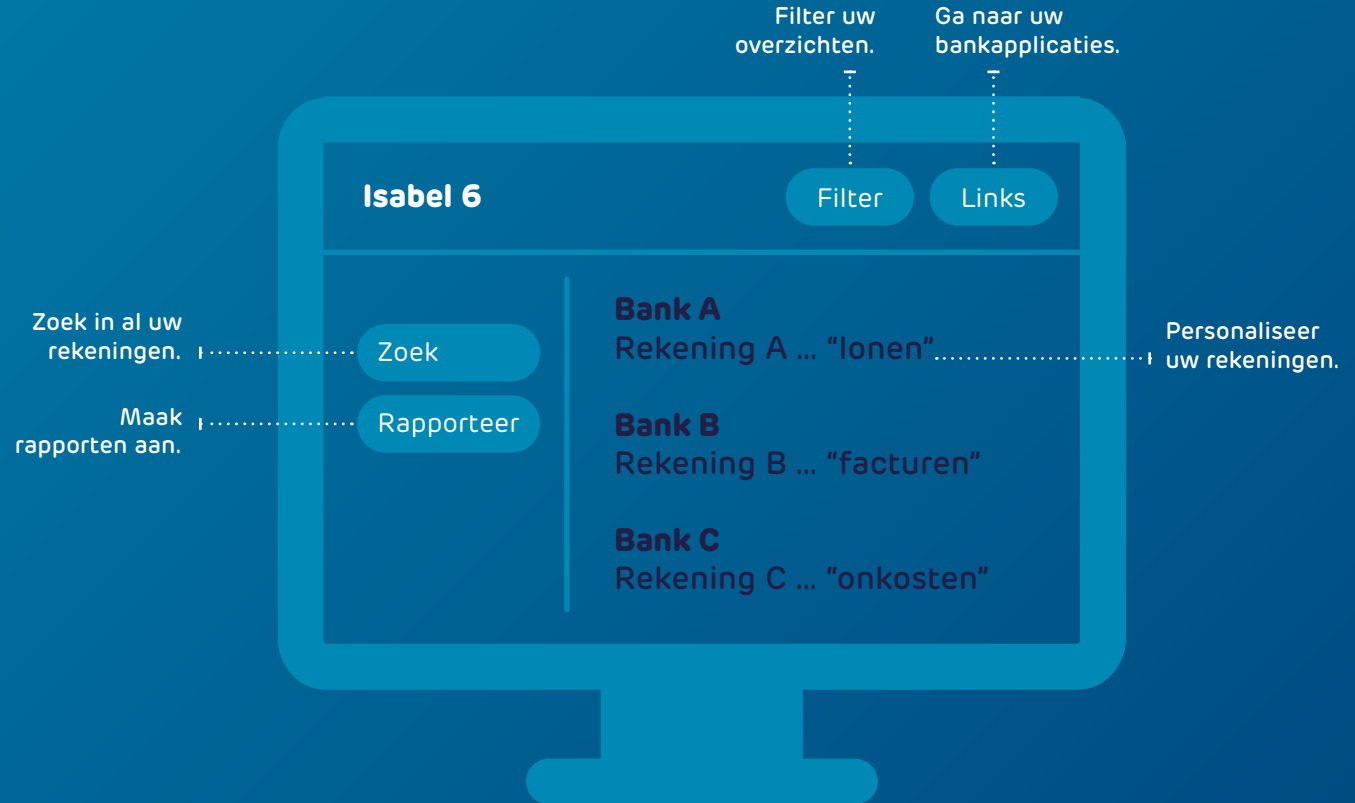 Filter uw
overzichten.
Ga naar uw
bankapplicaties.
Isabel 6
Filter
Links
Zoek in al uw
rekeningen.
Zoek
Maak
rapporten aan.
Rapporteer
Bank A
Rekening A ... “lonen”
Personaliseer
uw rekeningen.
Bank B
Rekening B ... “facturen”
Bank C
Rekening C ... “onkosten”